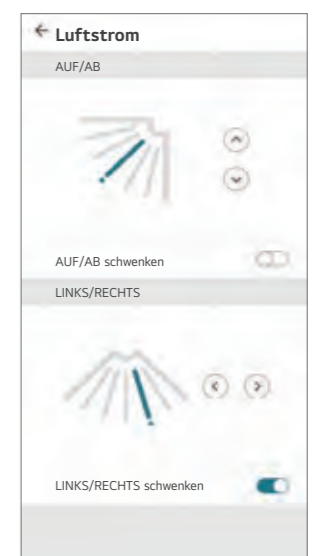 Luftstrom
AUF/AB
AUF/AB schwenken
LINKS/RECHTS
LINKS/RECHTS schwenken